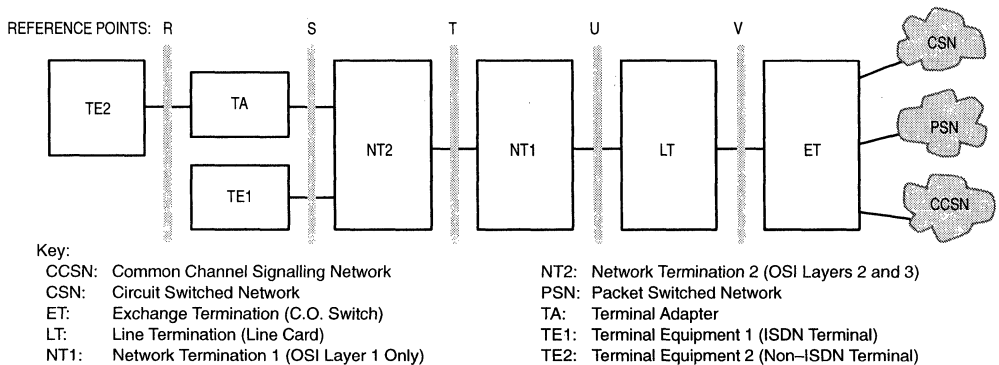 REFERENCE POINTS: R S T U V
CSN
TE2
TA
NT2
NT1
LT
ET
PSN
TE1
CCSN
Key:
CCSN: Common Channel Signalling Network
CSN: Circuit Switched Network
ET: Exchange Termination (C.O. Switch)
LT: Line Termination (Line Card)
NT1: Network Termination 1 (OSI Layer 1 Only)
NT2: Network Termination 2 (OSI Layers 2 and 3)
PSN: Packet Switched Network
TA: Terminal Adapter
TE1: Terminal Equipment 1 (ISDN Terminal)
TE2: Terminal Equipment 2 (Non–ISDN Terminal)